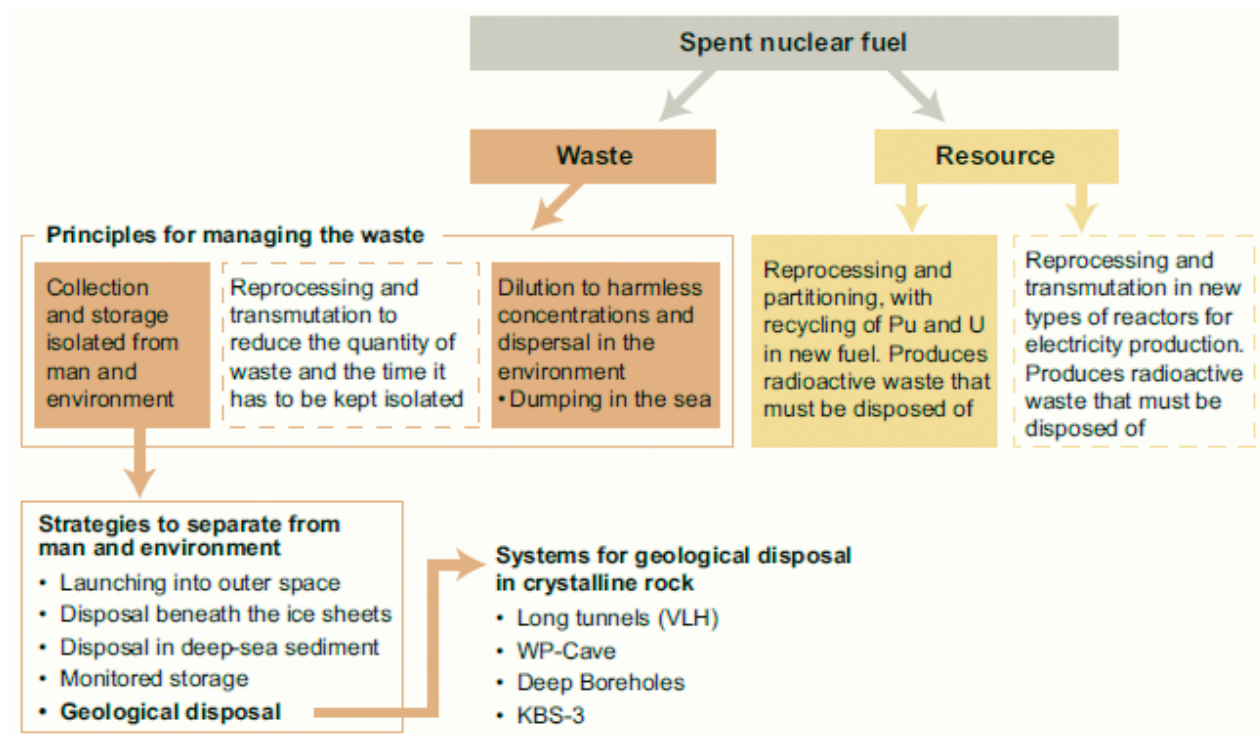 Spent nuclear fuel
Waste
Resource
Principles for managing the waste
Collection
and storage
isolated from
man and
environment
Reprocessing and
transmutation to
reduce the quantity of
waste and the time it
has to be kept isolated
Dilution to harmless
concentrations and
dispersal in the
environment
• Dumping in the sea
Reprocessing and
partitioning, with
recycling of Pu and U
in new fuel. Produces
radioactive waste that
must be disposed of
Reprocessing and
transmutation in new
types of reactors for
electricity production.
Produces radioactive
waste that must be
disposed of
Strategies to separate from
man and environment
• Launching into outer space
• Disposal beneath the ice sheets
• Disposal in deep-sea sediment
• Monitored storage
• Geological disposal
Systems for geological disposal
in crystalline rock
• Long tunnels (VLH)
• WP-Cave
• Deep Boreholes
• KBS-3